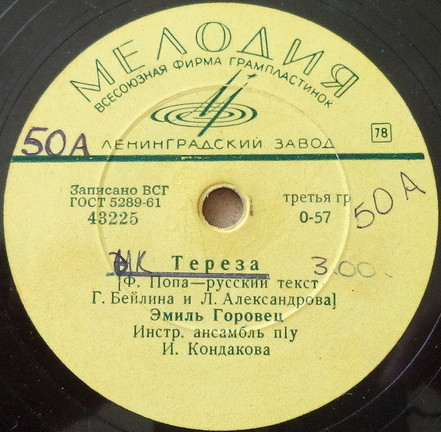 МЕЛОДИЯ
ВСЕСОЮЗНАЯ ФИРМА ГРАМПЛАСТИНОК
50А
ЛЕНИНГРАДСКИЙ ЗАВОД
78
Записано ВСГ
ГОСТ 5289-61
43225
третья гр
0-57
50А
Тереза
3.00
[Ф. Попа—русский текст
Г. Бейлина и Л. Александрова]
Эмиль Горовец
Инстр. ансамбль п/у
И. Кондакова